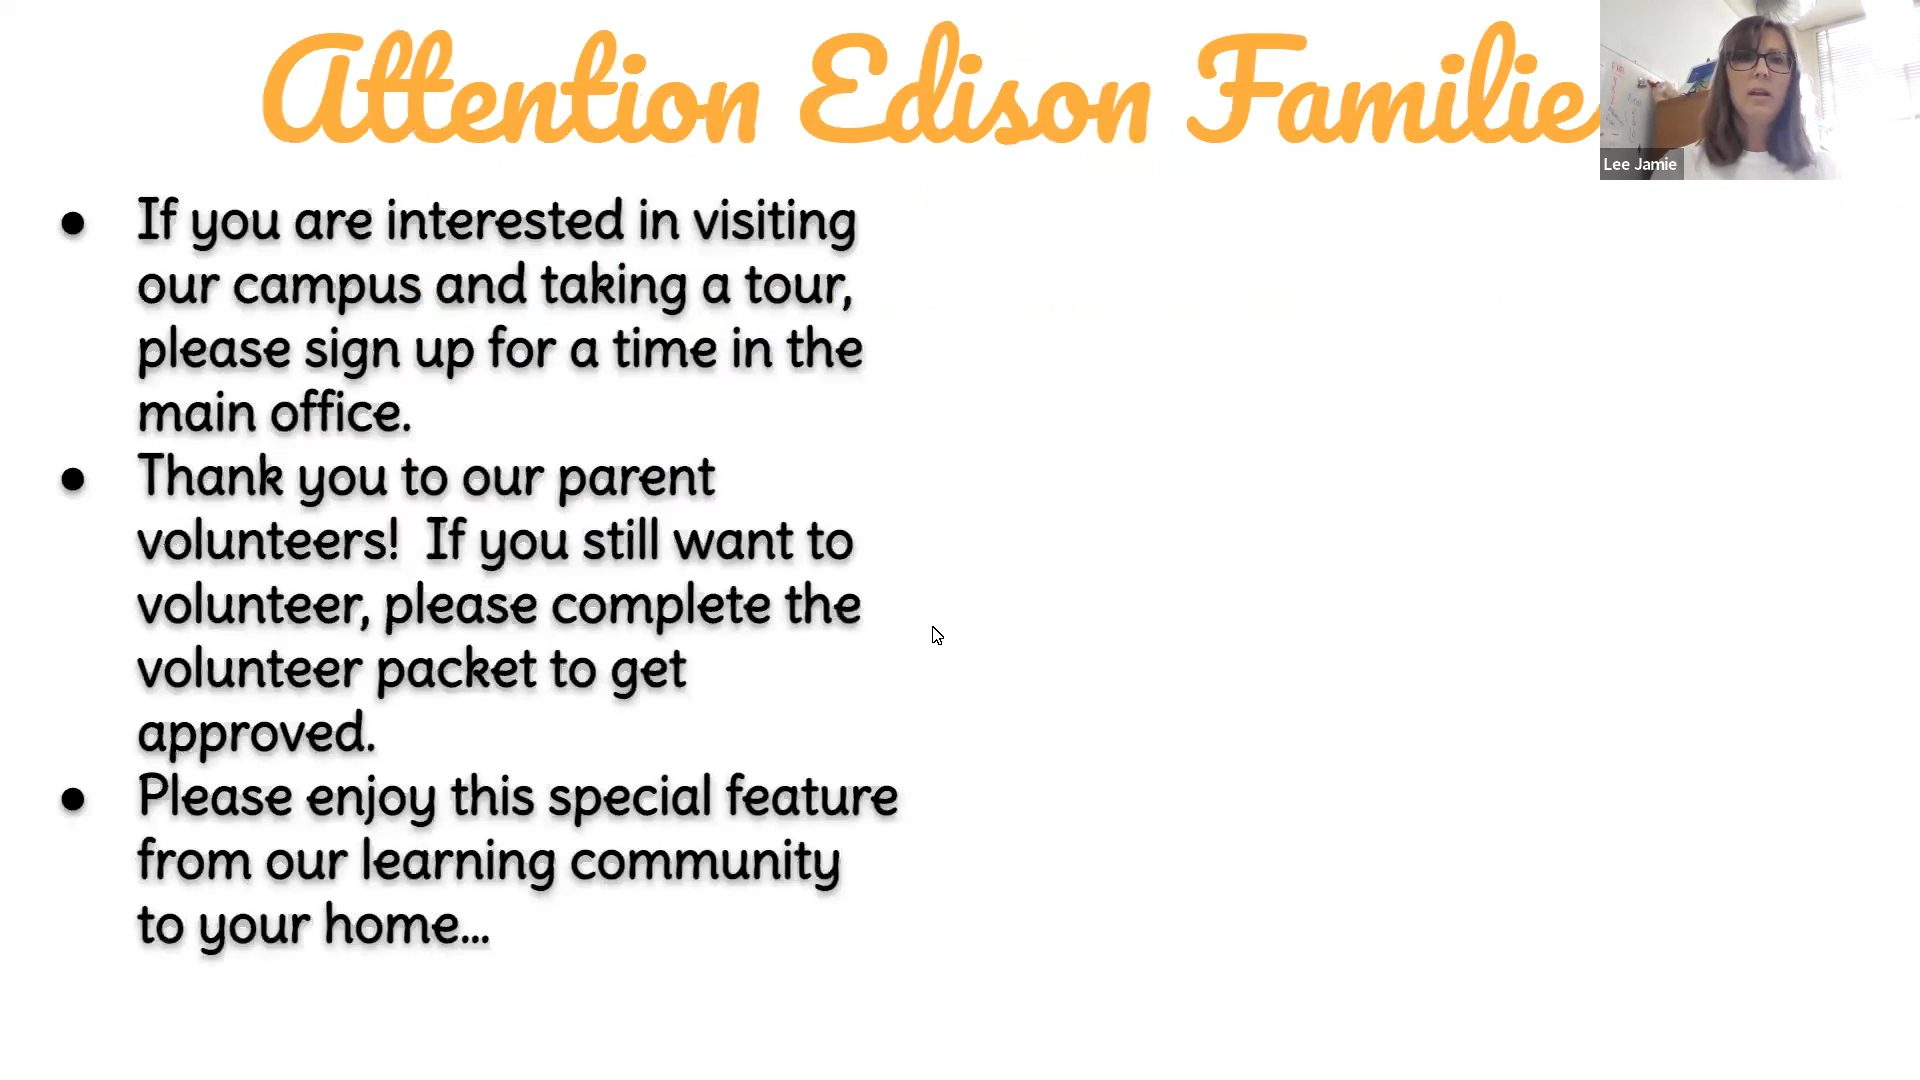 Attention Edison Familie
Lee Jamie
● If you are interested in visiting
our campus and taking a tour,
please sign up for a time in the
main office.
● Thank you to our parent
volunteers!  If you still want to
volunteer, please complete the
volunteer packet to get
approved.
● Please enjoy this special feature
from our learning community
to your home...